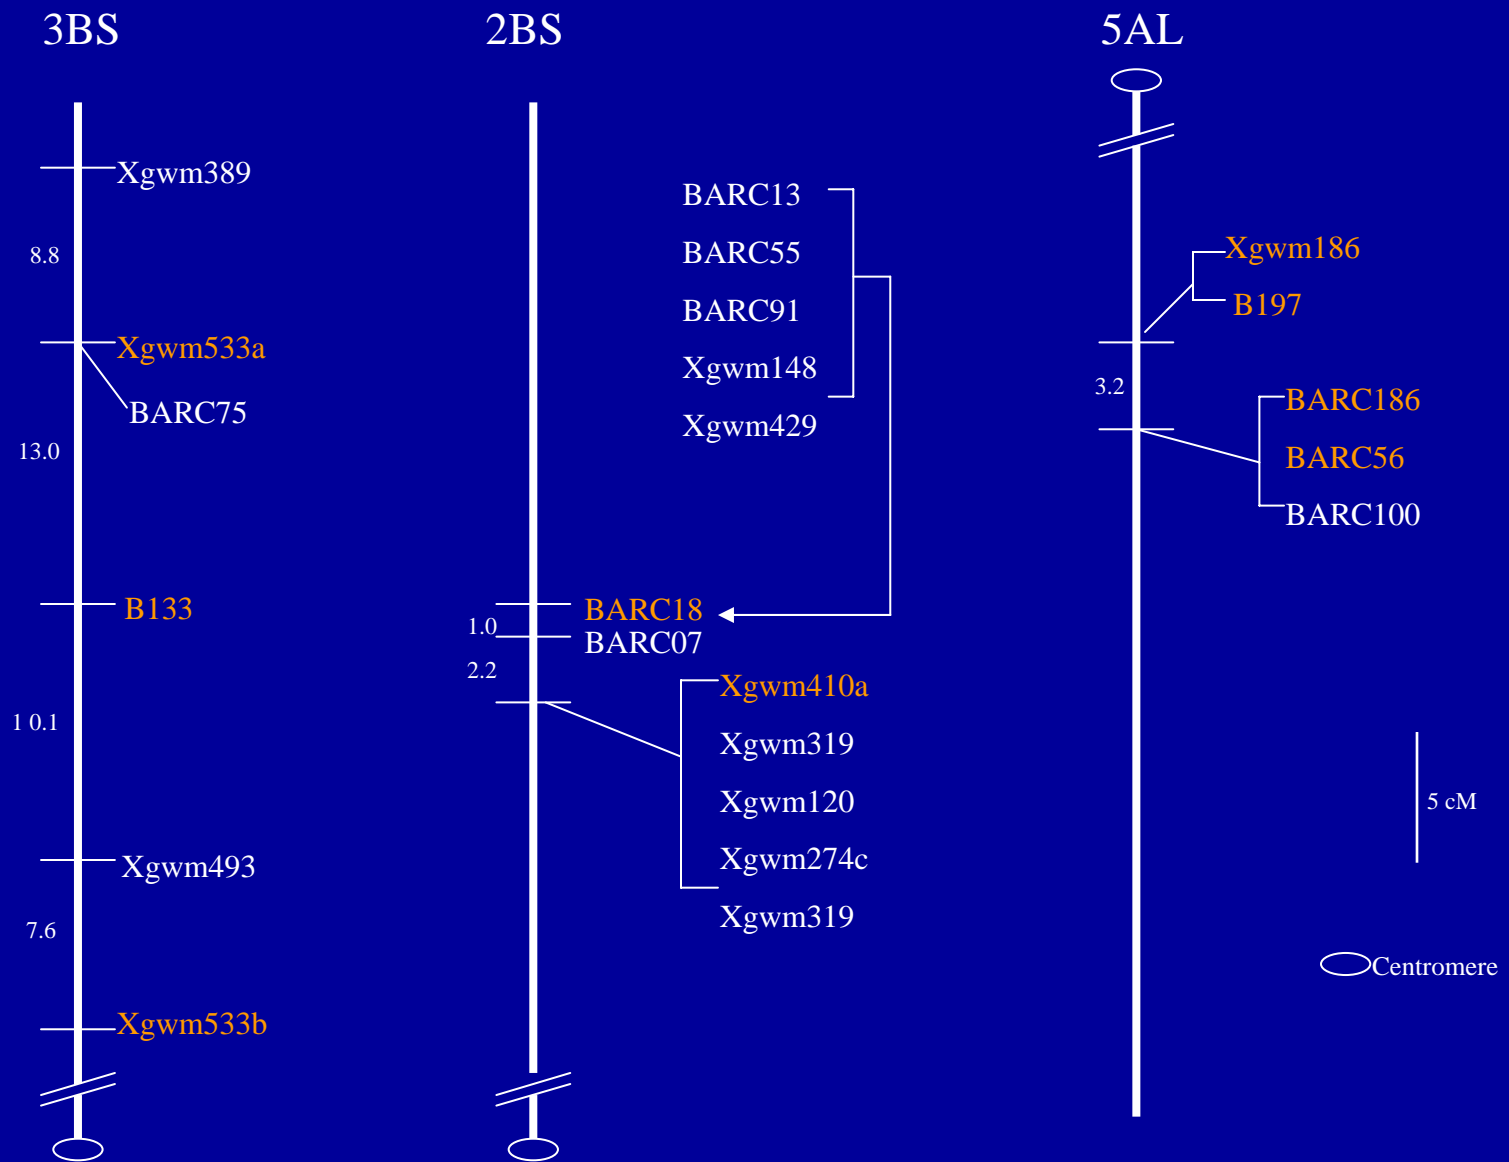 3BS
Xgwm389
8.8
Xgwm533a
BARC75
13.0
B133
1 0.1
Xgwm493
7.6
Xgwm533b
2BS
BARC13
BARC55
BARC91
Xgwm148
Xgwm429
BARC18
1.0
BARC07
2.2
Xgwm410a
Xgwm319
Xgwm120
Xgwm274c
Xgwm319
5AL
Xgwm186
B197
3.2
BARC186
BARC56
BARC100
5 cM
Centromere